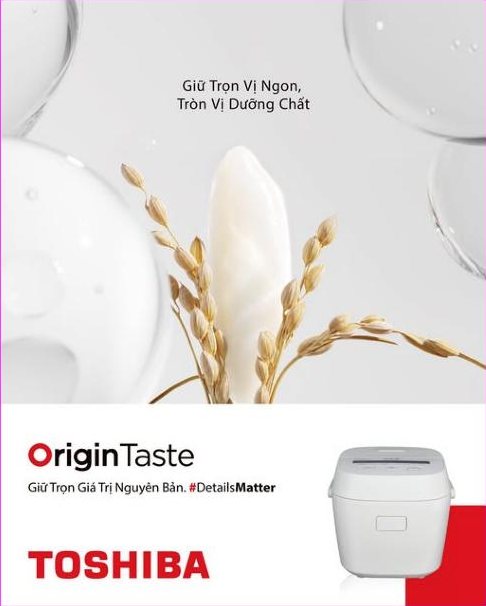 Giữ Trọn Vị Ngon,
Tròn Vị Dưỡng Chất
OriginTaste
Giữ Trọn Giá Trị Nguyên Bản. #DetailsMatter
TOSHIBA